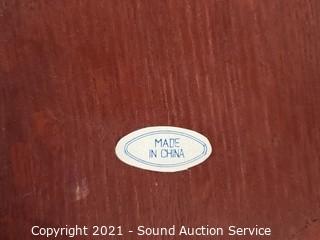 MADE
IN CHINA
Copyright 2021 - Sound Auction Service